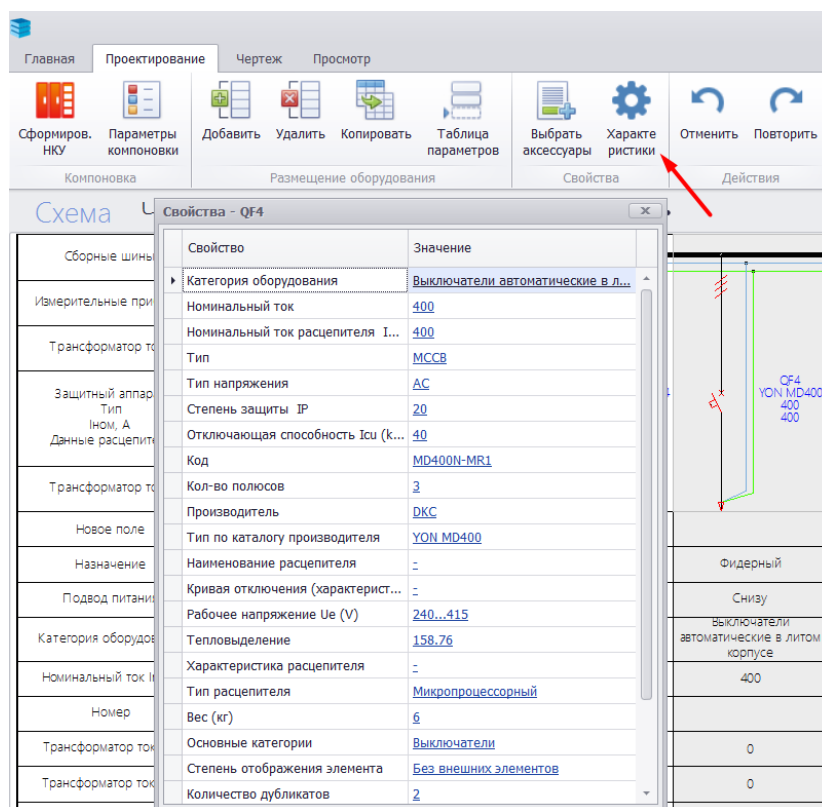 Главная Проектирование Чертеж Просмотр
Сформиров. НКУ
Параметры компоновки
Добавить
Удалить
Копировать
Таблица параметров
Выбрать аксессуары
Характе ристики
Отменить
Повторить
Компоновка Размещение оборудования Свойства Действия
Схема
Свойства - QF4
Свойство Значение
Категория оборудования Выключатели автоматические в л...
Номинальный ток 400
Номинальный ток расцепителя I... 400
Тип MCCB
Тип напряжения AC
Степень защиты IP 20
Отключающая способность Icu (k... 40
Код MD400N-MR1
Кол-во полюсов 3
Производитель DKC
Тип по каталогу производителя YON MD400
Наименование расцепителя -
Кривая отключения (характерист... -
Рабочее напряжение Ue (V) 240...415
Тепловыделение 158.76
Характеристика расцепителя -
Тип расцепителя Микропроцессорный
Вес (кг) 6
Основные категории Выключатели
Степень отображения элемента Без внешних элементов
Количество дубликатов 2
Сборные шины
Измерительные при
Трансформатор то
Защитный аппар
Тип
Iном, А
Данные расцепите
Трансформатор то
Новое поле
Назначение
Подвод питания
Категория оборудов
Номинальный ток I
Номер
Трансформатор ток
Трансформатор ток
QF4
YON MD400
400
400
Фидерный
Снизу
Выключатели
автоматические в литом
корпусе
400
0
0